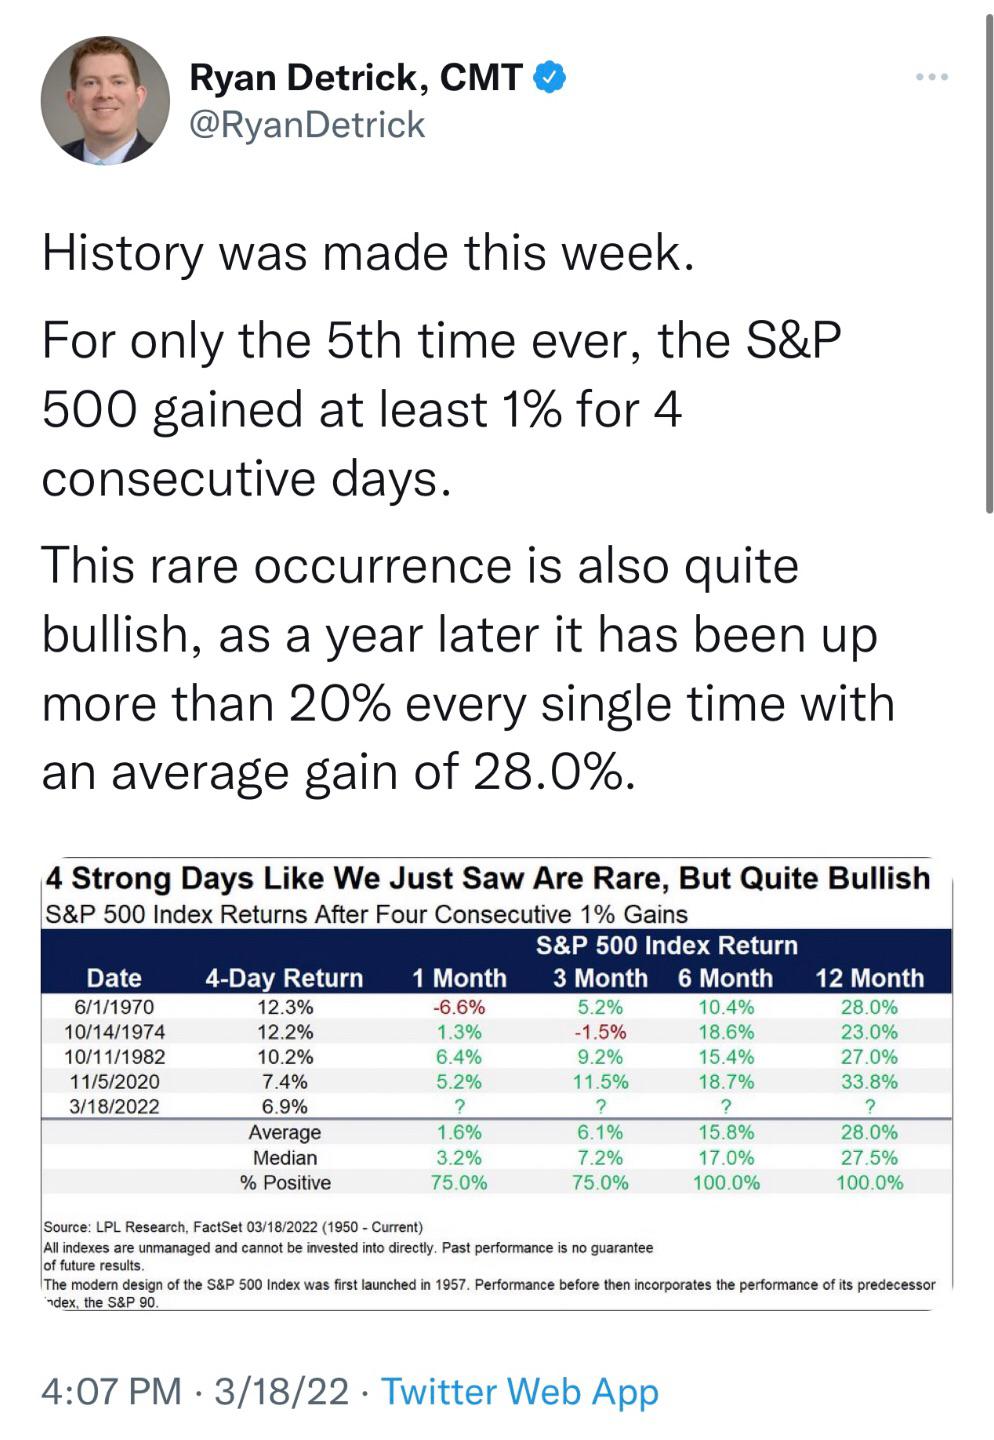 Ryan Detrick, CMT
@RyanDetrick
History was made this week.
For only the 5th time ever, the S&P
500 gained at least 1% for 4
consecutive days.
This rare occurrence is also quite
bullish, as a year later it has been up
more than 20% every single time with
an average gain of 28.0%.
4 Strong Days Like We Just Saw Are Rare, But Quite Bullish
S&P 500 Index Returns After Four Consecutive 1% Gains
S&P 500 Index Return
Date 4-Day Return 1 Month 3 Month 6 Month 12 Month
6/1/1970 12.3% -6.6% 5.2% 10.4% 28.0%
10/14/1974 12.2% 1.3% -1.5% 18.6% 23.0%
10/11/1982 10.2% 6.4% 9.2% 15.4% 27.0%
11/5/2020 7.4% 5.2% 11.5% 18.7% 33.8%
3/18/2022 6.9% ? ? ? ?
Average 1.6% 6.1% 15.8% 28.0%
Median 3.2% 7.2% 17.0% 27.5%
% Positive 75.0% 75.0% 100.0% 100.0%
Source: LPL Research, FactSet 03/18/2022 (1950 - Current)
All indexes are unmanaged and cannot be invested into directly. Past performance is no guarantee
of future results.
The modern design of the S&P 500 Index was first launched in 1957. Performance before then incorporates the performance of its predecessor
ndex, the S&P 90.
4:07 PM · 3/18/22 · Twitter Web App